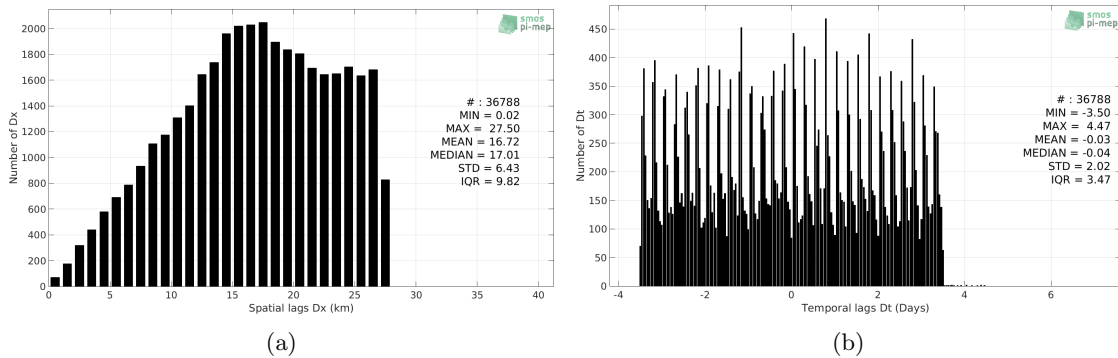 smos
pi-mep
Number of Dx
2000
1800
1600
1400
1200
1000
800
600
400
200
0
# : 36788
MIN = 0.02
MAX = 27.50
MEAN = 16.72
MEDIAN = 17.01
STD = 6.43
IQR = 9.82
0 5 10 15 20 25 30 35 40
Spatial lags Dx (km)
(a)
smos
pi-mep
Number of Dt
450
400
350
300
250
200
150
100
50
0
# : 36788
MIN = -3.50
MAX = 4.47
MEAN = -0.03
MEDIAN = -0.04
STD = 2.02
IQR = 3.47
-4 -2 0 2 4 6
Temporal lags Dt (Days)
(b)